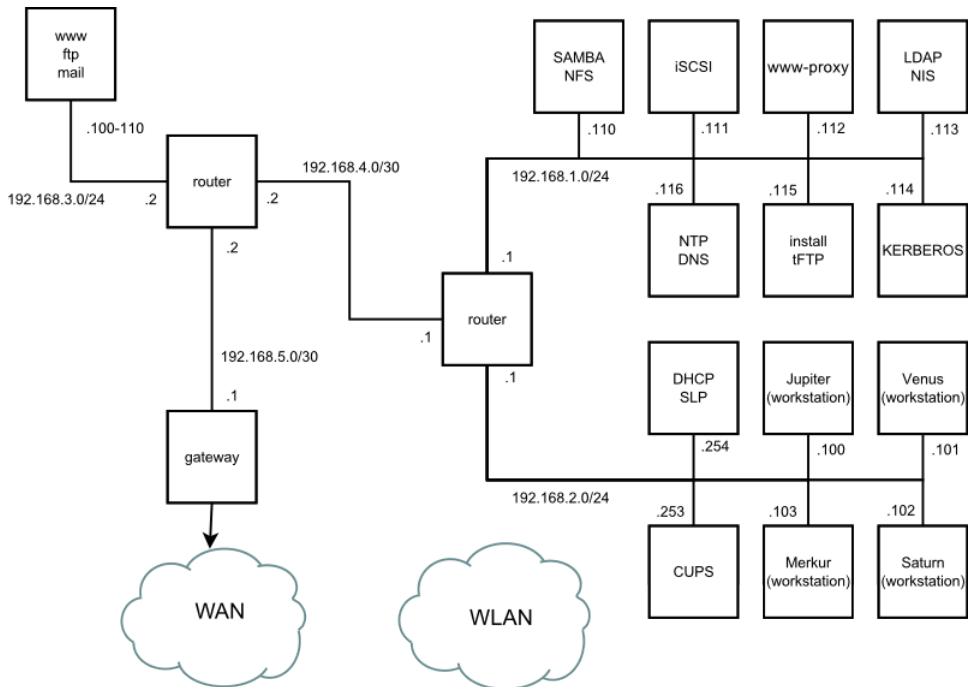 www
ftp
mail
.100-110
192.168.3.0/24
.2
router
.2
.2
192.168.4.0/30
192.168.5.0/30
.1
gateway
WAN
WLAN
.1
router
.1
.1
SAMBA
NFS
.110
iSCSI
.111
www-proxy
.112
LDAP
NIS
.113
192.168.1.0/24
.116
NTP
DNS
.115
install
tFTP
.114
KERBEROS
DHCP
SLP
.254
Jupiter
(workstation)
.100
Venus
(workstation)
.101
192.168.2.0/24
.253
CUPS
.103
Merkur
(workstation)
.102
Saturn
(workstation)